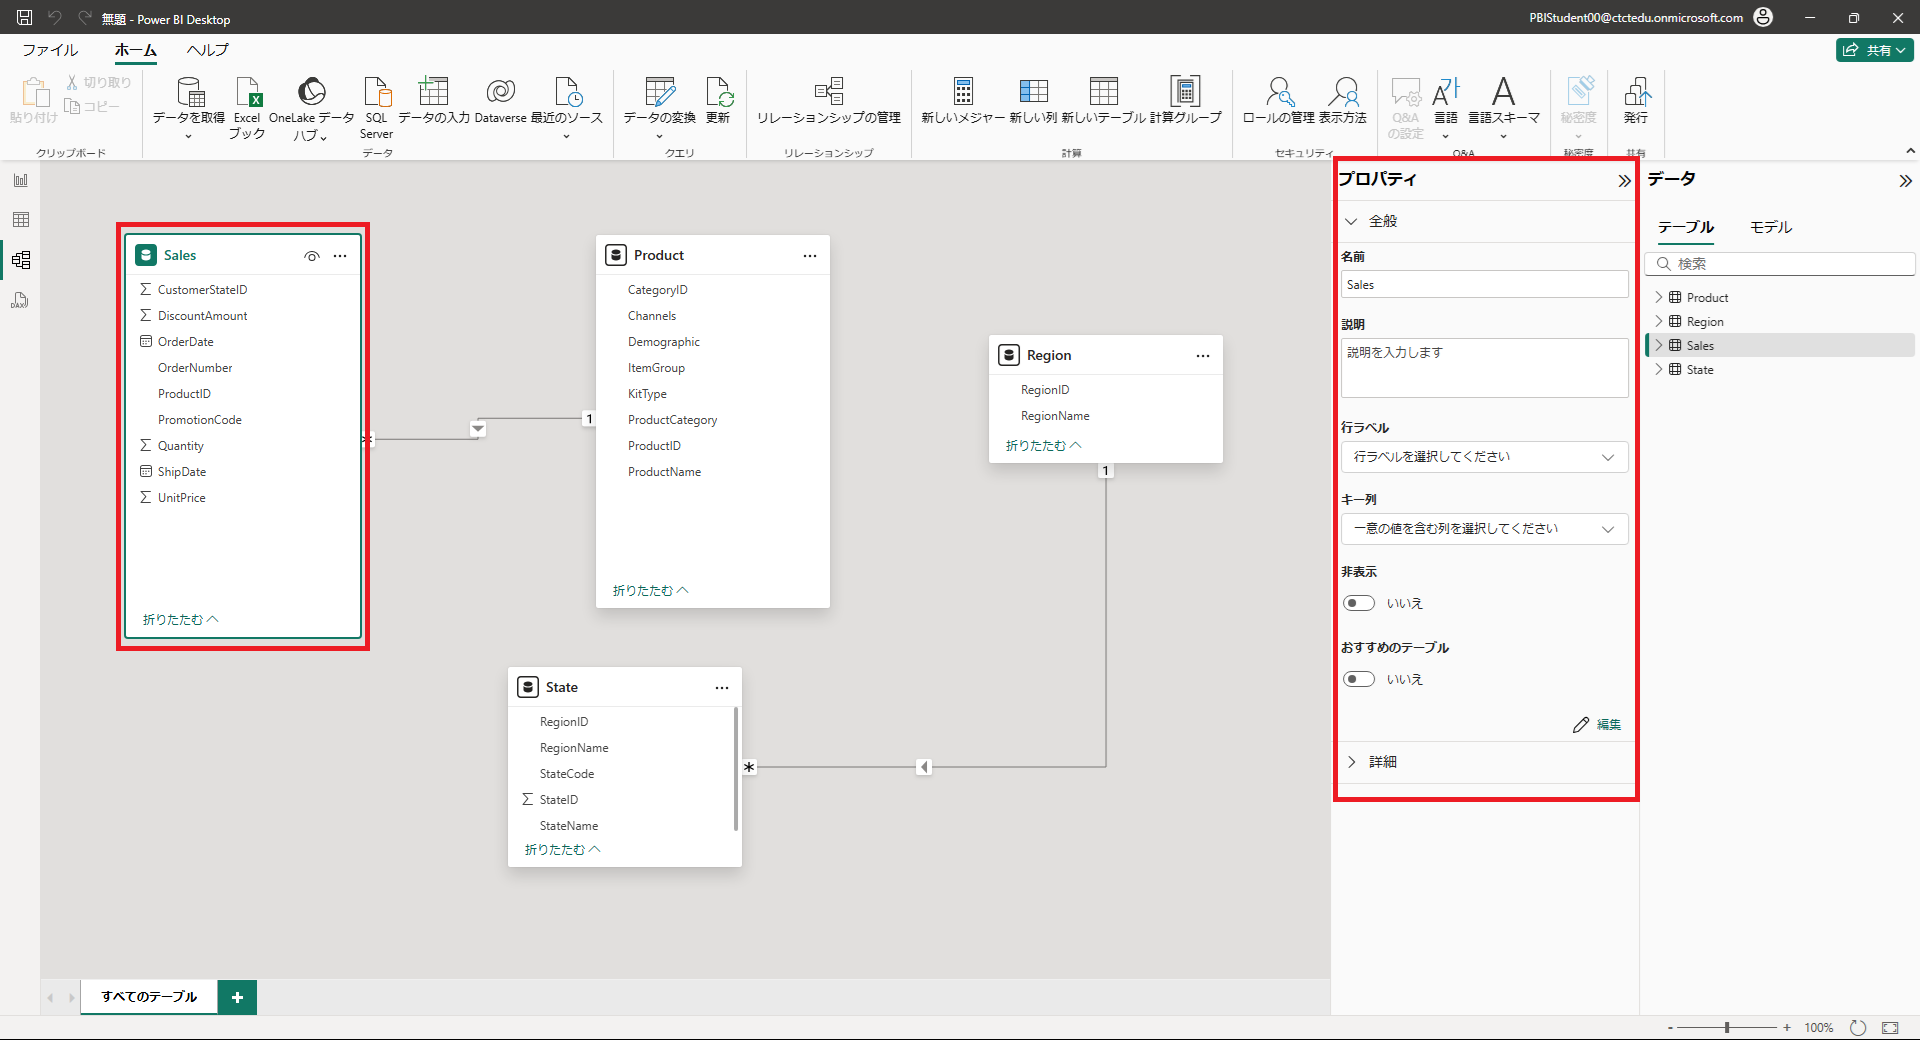 無題 - Power BI Desktop
PBIStudent00@ctctedu.onmicrosoft.com
ファイル
ホーム
ヘルプ
共有
貼り付け
切り取り
コピー
クリップボード
データを取得
Excel
ブック
OneLake データ
ハブ
SQL
Server
データの入力
Dataverse
最近のソース
データ
データの変換
更新
クエリ
リレーションシップの管理
リレーションシップ
新しいメジャー
新しい列
新しいテーブル
計算グループ
計算
ロールの管理
表示方法
セキュリティ
Q&A
の設定
言語
言語スキーマ
Q&A
秘密度
秘密度
発行
共有
DAX
Sales
CustomerStateID
DiscountAmount
OrderDate
OrderNumber
ProductID
PromotionCode
Quantity
ShipDate
UnitPrice
折りたたむ
*
1
Product
CategoryID
Channels
Demographic
ItemGroup
KitType
ProductCategory
ProductID
ProductName
折りたたむ
Region
RegionID
RegionName
折りたたむ
1
State
RegionID
RegionName
StateCode
StateID
StateName
折りたたむ
*
プロパティ
全般
名前
Sales
説明
説明を入力します
行ラベル
行ラベルを選択してください
キー列
一意の値を含む列を選択してください
非表示
いいえ
おすすめのテーブル
いいえ
編集
詳細
データ
テーブル
モデル
検索
Product
Region
Sales
State
すべてのテーブル
+
- + 100%